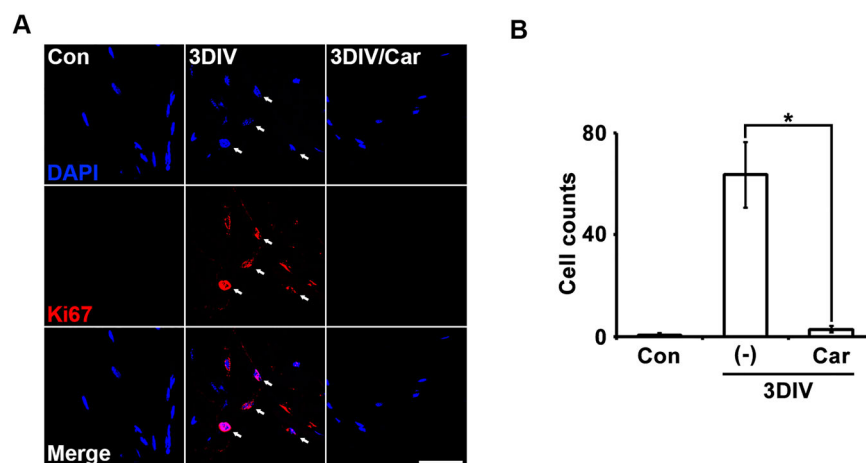 A
Con 3DIV 3DIV/Car
DAPI
Ki67
Merge
B
*
80
40
0
Cell counts
Con (-) Car
3DIV